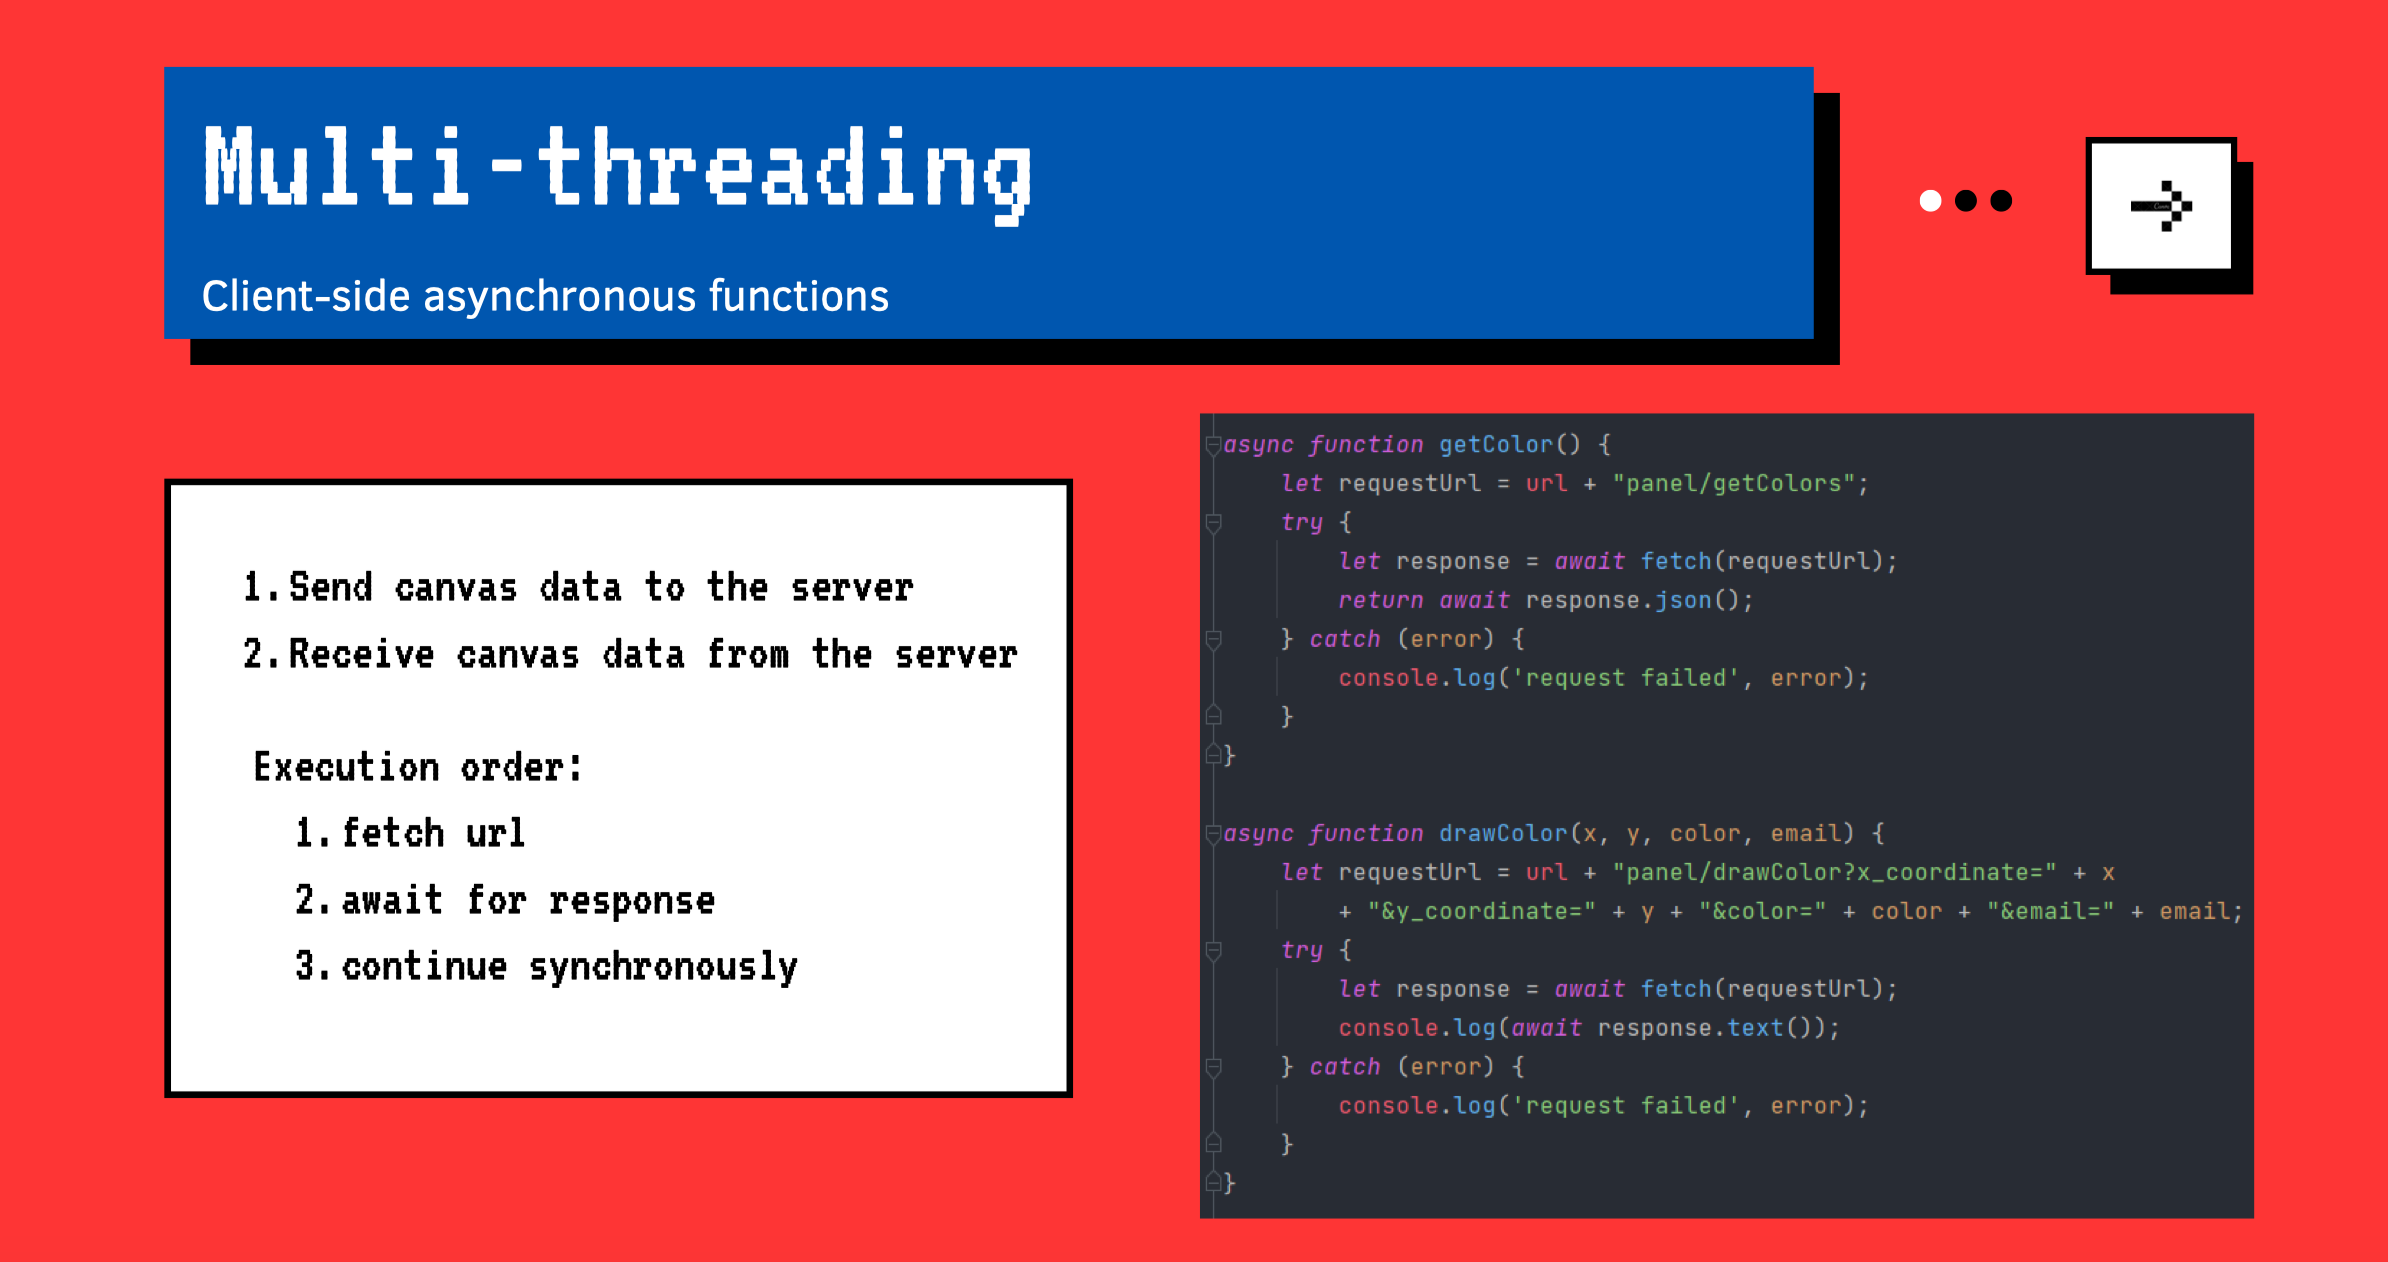 Multi-threading
Client-side asynchronous functions
1. Send canvas data to the server
2. Receive canvas data from the server
Execution order:
1. fetch url
2. await for response
3. continue synchronously
async function getColor() {
    let requestUrl = url + "panel/getColors";
    try {
        let response = await fetch(requestUrl);
        return await response.json();
    } catch (error) {
        console.log('request failed', error);
    }
}
async function drawColor(x, y, color, email) {
    let requestUrl = url + "panel/drawColor?x_coordinate=" + x
        + "&y_coordinate=" + y + "&color=" + color + "&email=" + email;
    try {
        let response = await fetch(requestUrl);
        console.log(await response.text());
    } catch (error) {
        console.log('request failed', error);
    }
}